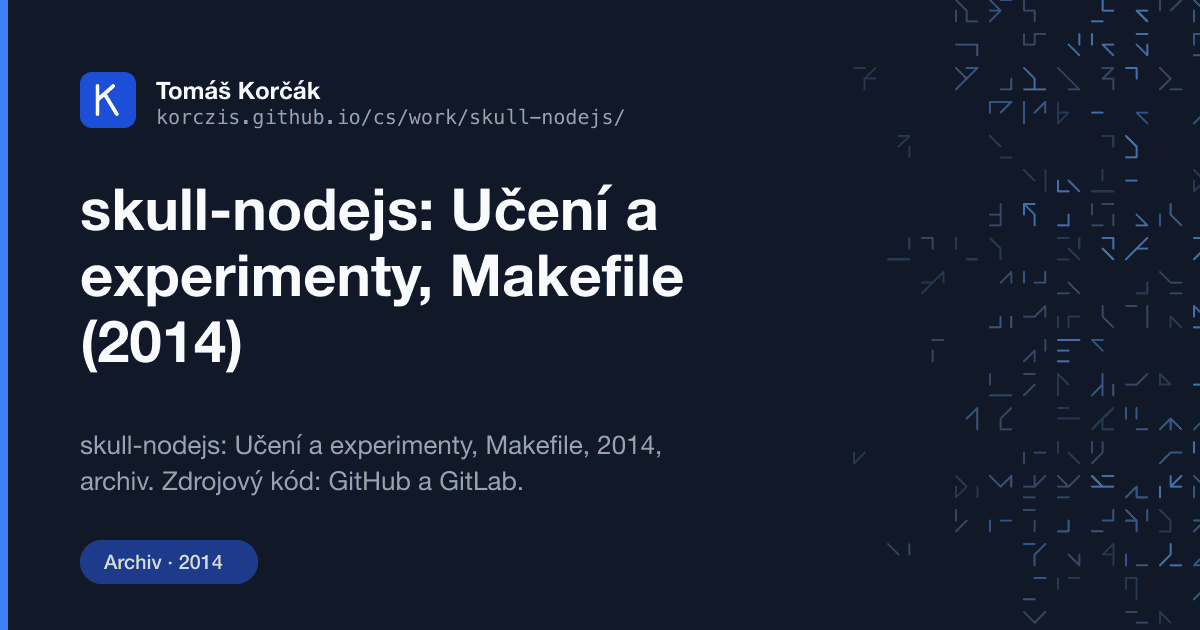 K
Tomáš Korčák
korczis.github.io/cs/work/skull-nodejs/
skull-nodejs: Učení a
experimenty, Makefile
(2014)
skull-nodejs: Učení a experimenty, Makefile, 2014,
archiv. Zdrojový kód: GitHub a GitLab.
Archiv · 2014